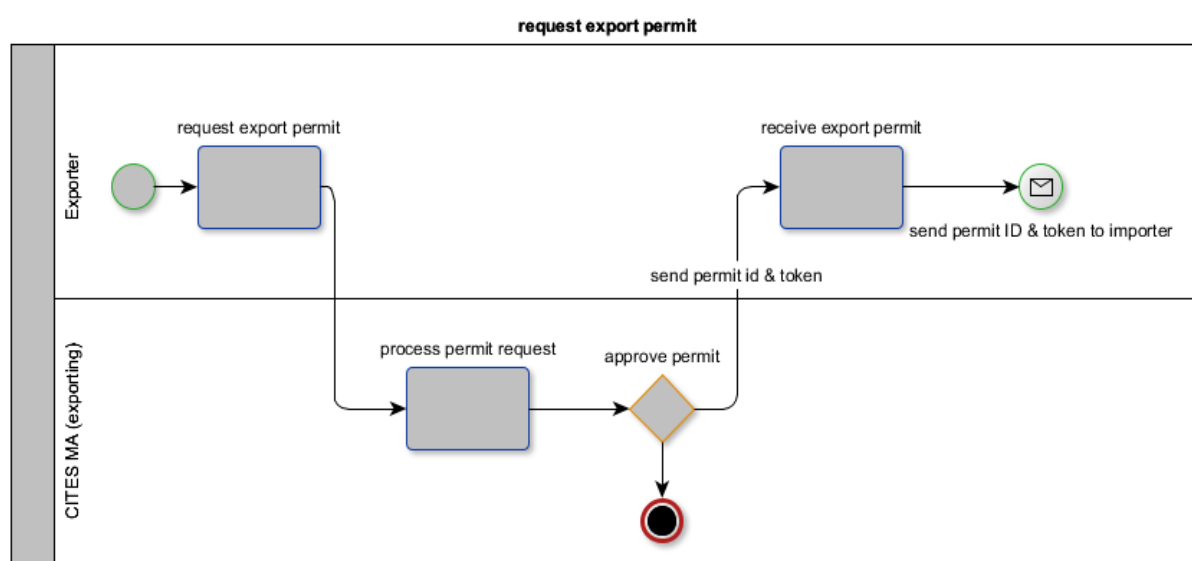 request export permit
Exporter
request export permit
receive export permit
send permit ID & token to importer
send permit id & token
CITES MA (exporting)
process permit request
approve permit